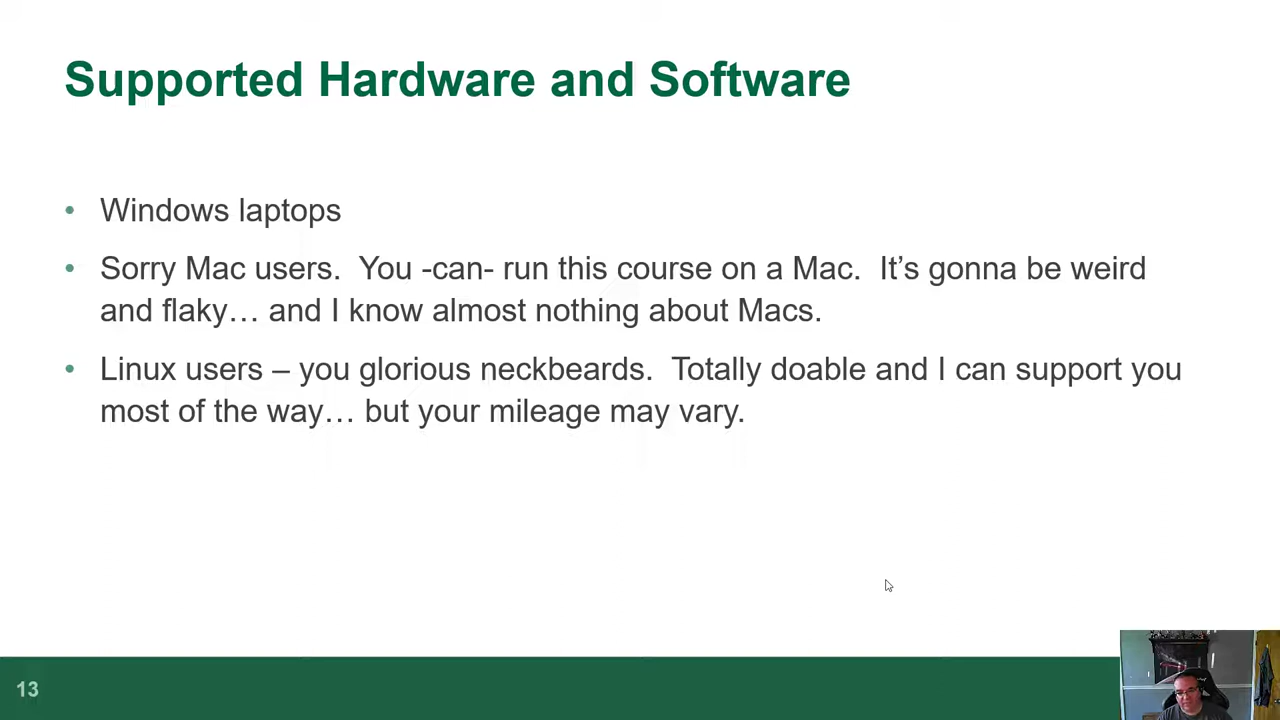 Supported Hardware and Software
• Windows laptops
• Sorry Mac users.  You -can- run this course on a Mac.  It’s gonna be weird
and flaky… and I know almost nothing about Macs.
• Linux users – you glorious neckbeards.  Totally doable and I can support you
most of the way… but your mileage may vary.
13